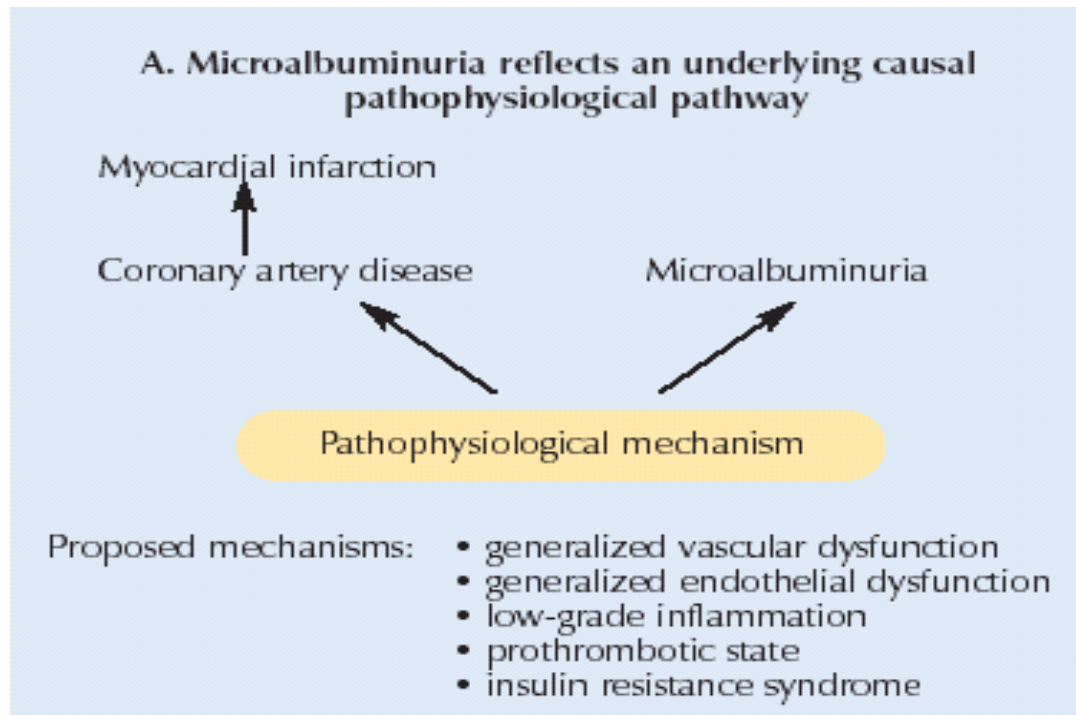 A. Microalbuminuria reflects an underlying causal
pathophysiological pathway
Myocardial infarction
Coronary artery disease
Microalbuminuria
Pathophysiological mechanism
Proposed mechanisms:
• generalized vascular dysfunction
• generalized endothelial dysfunction
• low-grade inflammation
• prothrombotic state
• insulin resistance syndrome